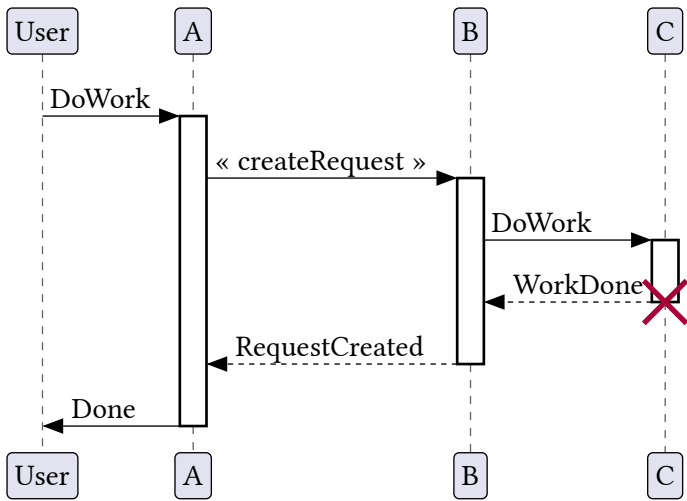 User A B C
DoWork
« createRequest »
DoWork
WorkDone
RequestCreated
Done
User A B C